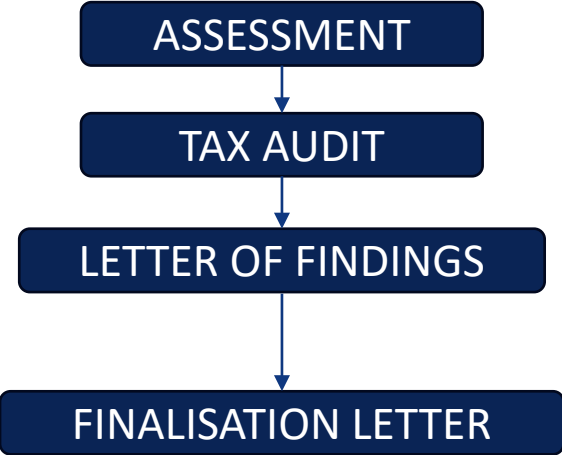 ASSESSMENT
TAX AUDIT
LETTER OF FINDINGS
FINALISATION LETTER